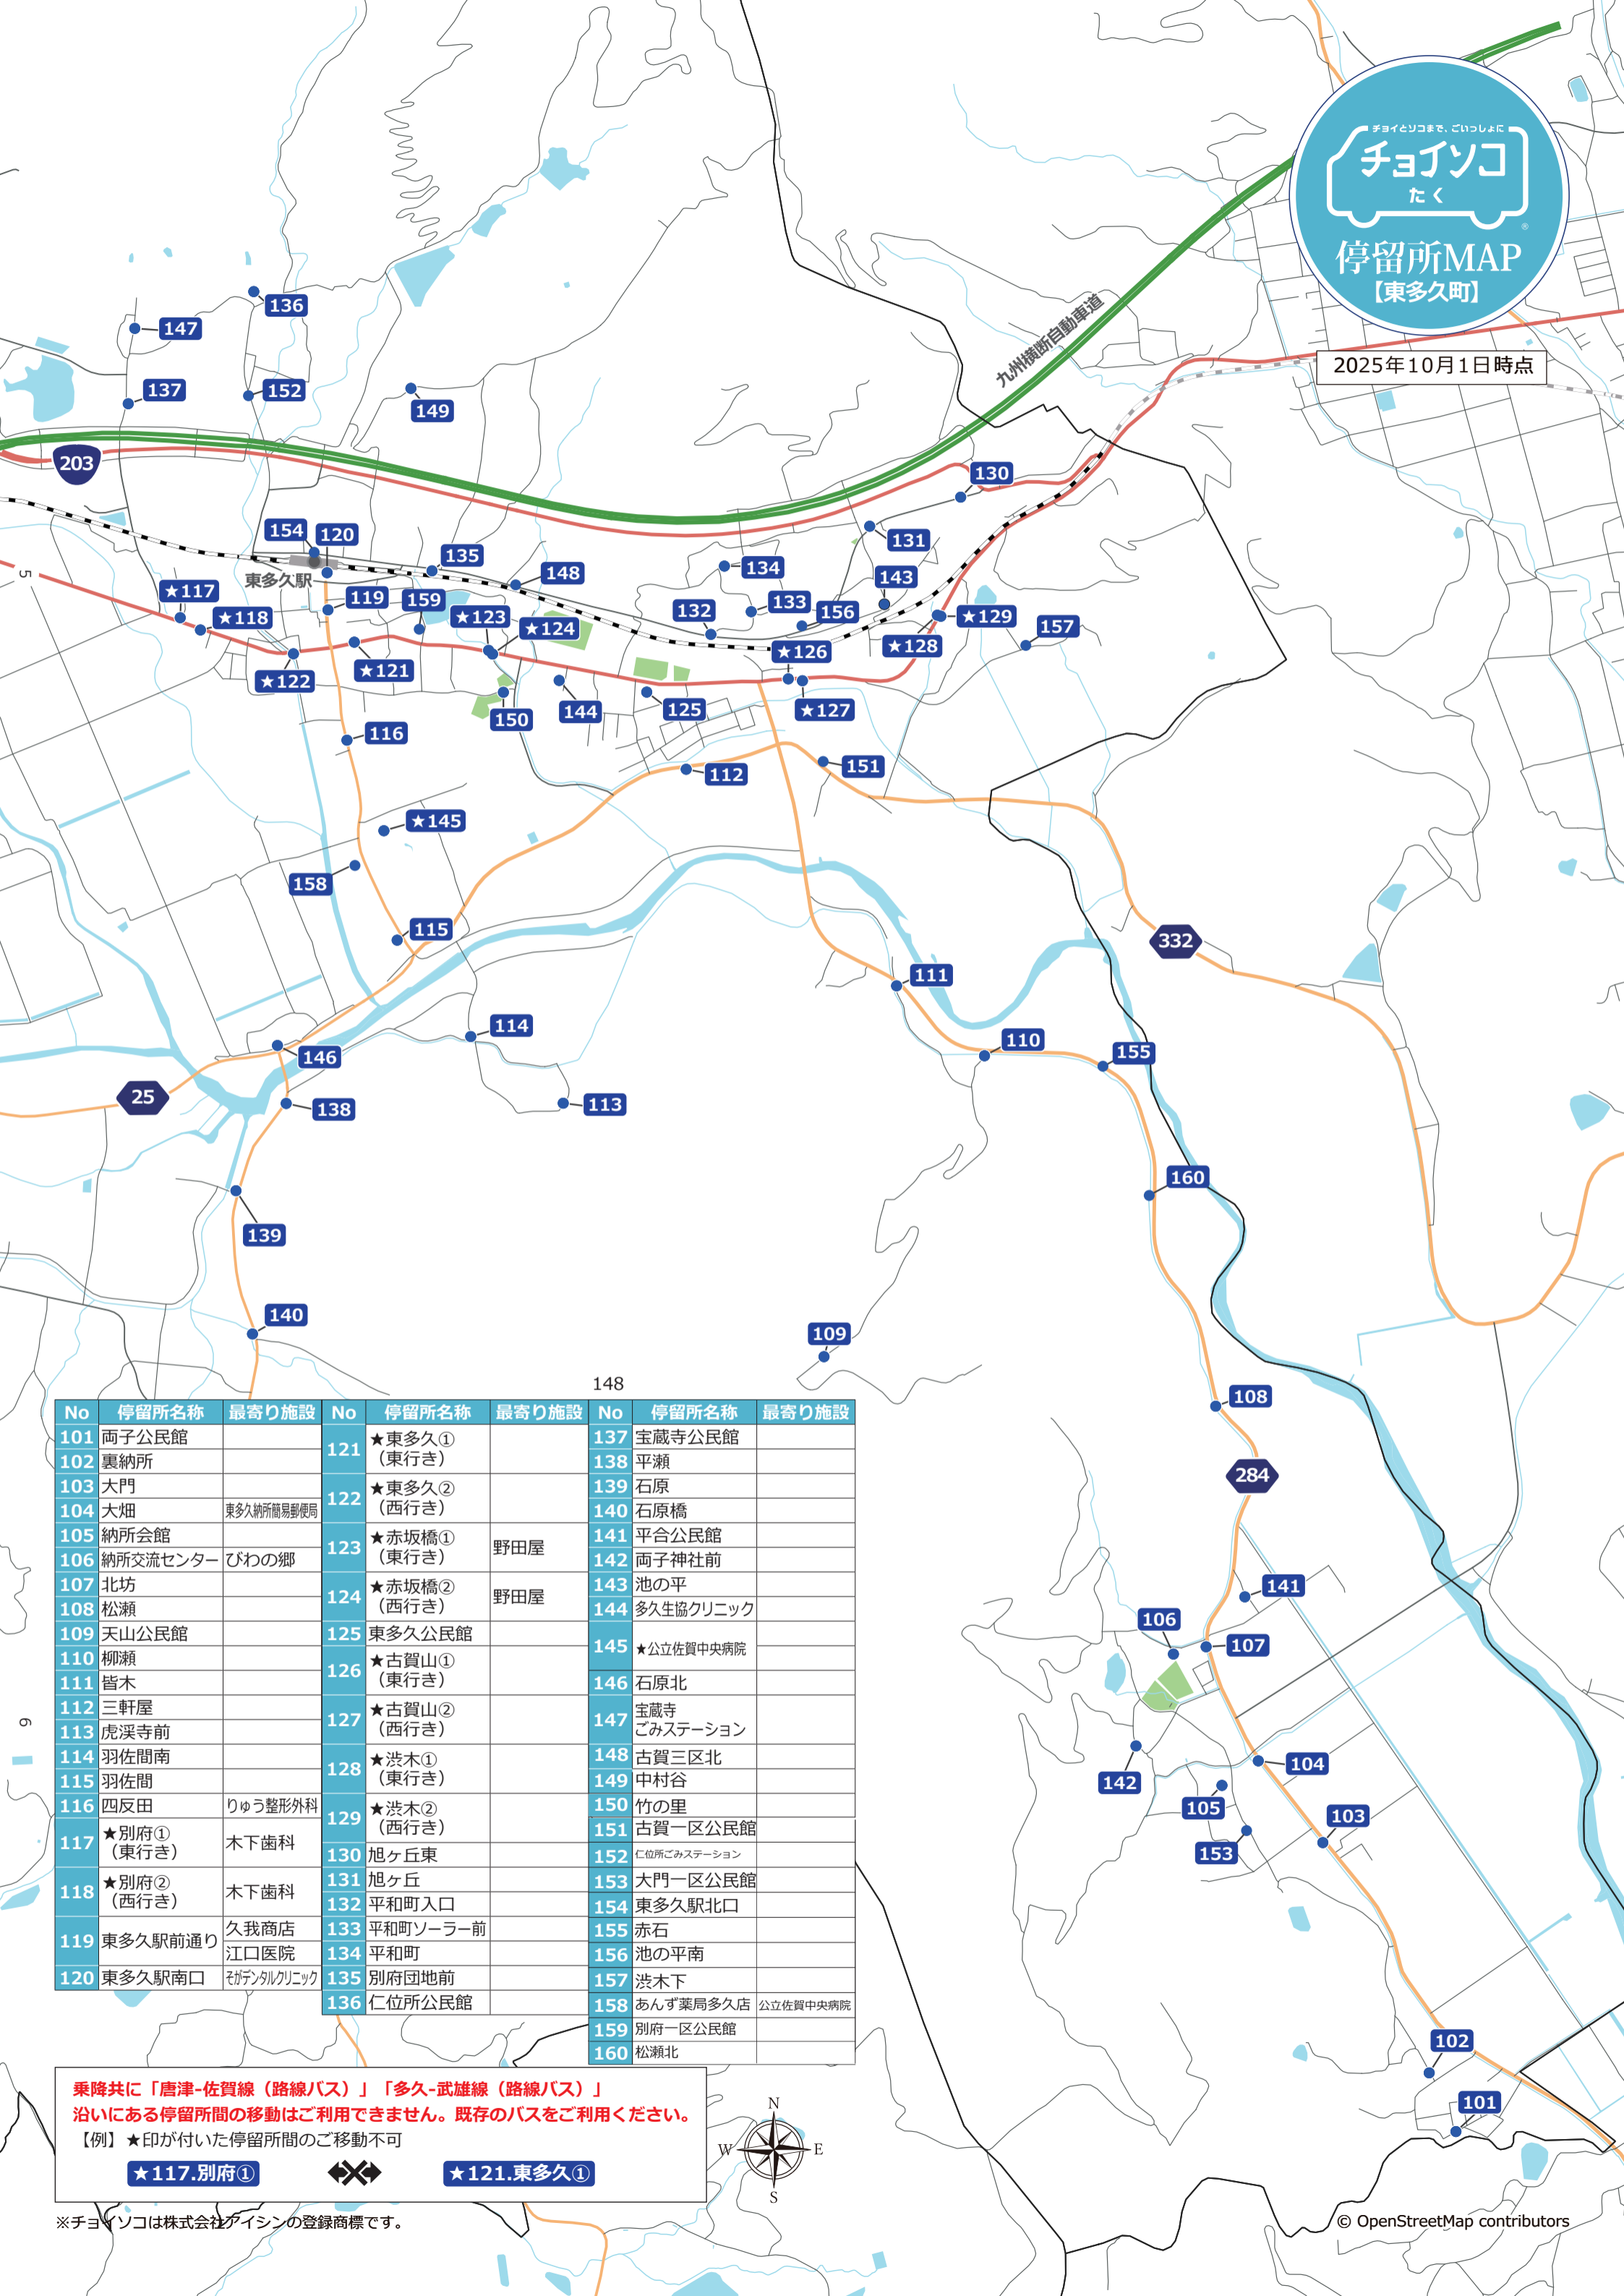 チョイとソコまで、ごいっしょに
チョイソコ
たく
®
停留所MAP
【東多久町】
2025年10月1日時点
九州横断自動車道
136
147
137
152
149
203
130
154
120
135
131
148
134
143
東多久駅
★117
119
159
132
133
156
★118
★123
★124
★128
★129
157
★126
★121
★122
150
144
125
★127
116
112
151
★145
158
115
332
111
114
110
155
146
25
138
113
160
139
140
109
108
284
141
106
107
142
104
105
103
153
102
101
5
6
148
No 停留所名称 最寄り施設
101 両子公民館
102 裏納所
103 大門
104 大畑 東多久納所簡易郵便局
105 納所会館
106 納所交流センター びわの郷
107 北坊
108 松瀬
109 天山公民館
110 柳瀬
111 皆木
112 三軒屋
113 虎渓寺前
114 羽佐間南
115 羽佐間
116 四反田 りゅう整形外科
117 ★別府①
（東行き） 木下歯科
118 ★別府②
（西行き） 木下歯科
119 東多久駅前通り 久我商店
江口医院
120 東多久駅南口 そがデンタルクリニック
No 停留所名称 最寄り施設
121 ★東多久①
（東行き）
122 ★東多久②
（西行き）
123 ★赤坂橋①
（東行き） 野田屋
124 ★赤坂橋②
（西行き） 野田屋
125 東多久公民館
126 ★古賀山①
（東行き）
127 ★古賀山②
（西行き）
128 ★渋木①
（東行き）
129 ★渋木②
（西行き）
130 旭ヶ丘東
131 旭ヶ丘
132 平和町入口
133 平和町ソーラー前
134 平和町
135 別府団地前
136 仁位所公民館
No 停留所名称 最寄り施設
137 宝蔵寺公民館
138 平瀬
139 石原
140 石原橋
141 平合公民館
142 両子神社前
143 池の平
144 多久生協クリニック
145 ★公立佐賀中央病院
146 石原北
147 宝蔵寺
ごみステーション
148 古賀三区北
149 中村谷
150 竹の里
151 古賀一区公民館
152 仁位所ごみステーション
153 大門一区公民館
154 東多久駅北口
155 赤石
156 池の平南
157 渋木下
158 あんず薬局多久店 公立佐賀中央病院
159 別府一区公民館
160 松瀬北
乗降共に「唐津-佐賀線（路線バス）」「多久-武雄線（路線バス）」
沿いにある停留所間の移動はご利用できません。既存のバスをご利用ください。
【例】★印が付いた停留所間のご移動不可
★117.別府①
★121.東多久①
N
W
E
S
※チョイソコは株式会社アイシンの登録商標です。
© OpenStreetMap contributors